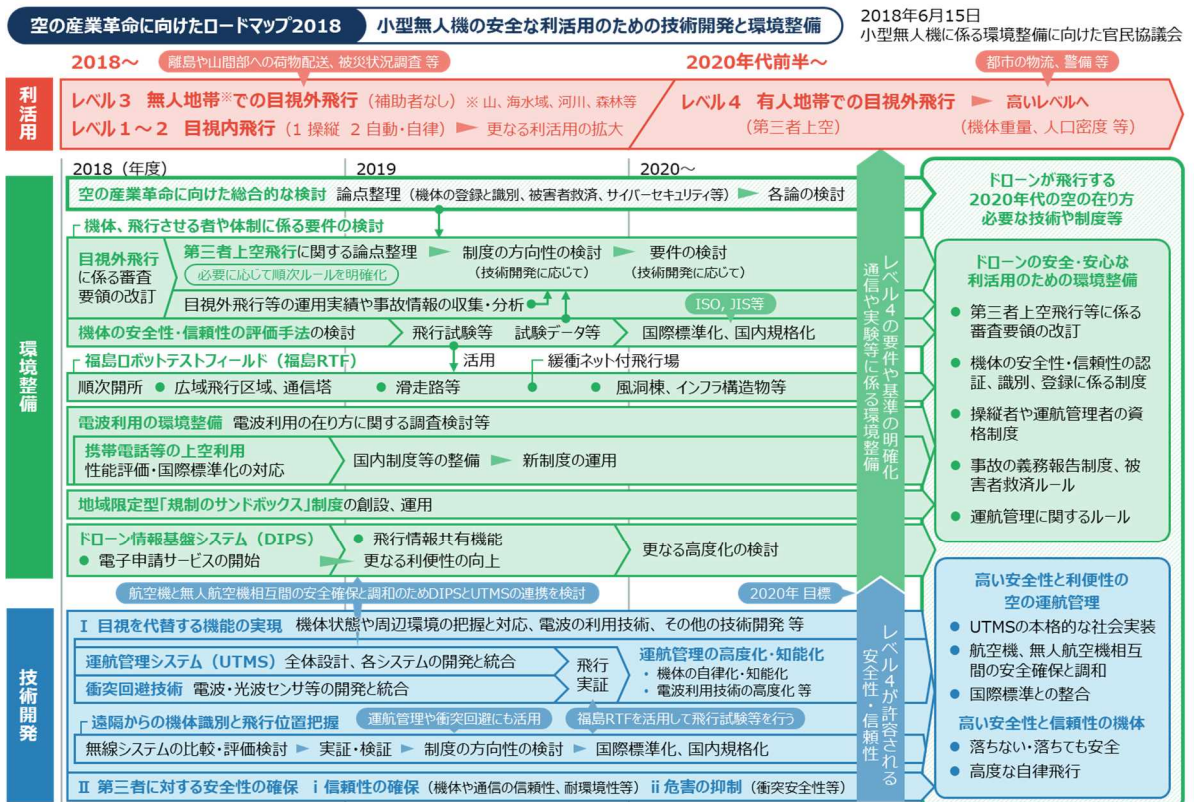 空の産業革命に向けたロードマップ2018 小型無人機の安全な利活用のための技術開発と環境整備
2018年6月15日
小型無人機に係る環境整備に向けた官民協議会
2018～
離島や山間部への荷物配送、被災状況調査 等
2020年代前半～
都市の物流、警備 等
利活用
レベル3 無人地帯※での目視外飛行（補助者なし）※ 山、海水域、河川、森林等
レベル1～2 目視内飛行（1 操縦 2 自動・自律） 更なる利活用の拡大
レベル4 有人地帯での目視外飛行
（第三者上空）
高いレベルへ
（機体重量、人口密度 等）
環境整備
2018（年度）
2019
2020～
空の産業革命に向けた総合的な検討 論点整理（機体の登録と識別、被害者救済、サイバーセキュリティ等） 各論の検討
機体、飛行させる者や体制に係る要件の検討
目視外飛行
に係る審査
要領の改訂
第三者上空飛行に関する論点整理
必要に応じて順次ルールを明確化
制度の方向性の検討
（技術開発に応じて）
要件の検討
（技術開発に応じて）
目視外飛行等の運用実績や事故情報の収集・分析
ISO, JIS等
機体の安全性・信頼性の評価手法の検討
飛行試験等 試験データ等
国際標準化、国内規格化
福島ロボットテストフィールド（福島RTF）
活用
緩衝ネット付飛行場
順次開所 ● 広域飛行区域、通信塔 ● 滑走路等 ● ● 風洞棟、インフラ構造物等
電波利用の環境整備 電波利用の在り方に関する調査検討等
携帯電話等の上空利用
性能評価・国際標準化の対応
国内制度等の整備
新制度の運用
地域限定型「規制のサンドボックス」制度の創設、運用
ドローン情報基盤システム（DIPS）
● 電子申請サービスの開始
● 飛行情報共有機能
更なる利便性の向上
更なる高度化の検討
レベル4の要件や基準の明確化
通信や実験等に係る環境整備
ドローンが飛行する
2020年代の空の在り方
必要な技術や制度等
ドローンの安全・安心な
利活用のための環境整備
● 第三者上空飛行等に係る
審査要領の改訂
● 機体の安全性・信頼性の認
証、識別、登録に係る制度
● 操縦者や運航管理者の資
格制度
● 事故の義務報告制度、被
害者救済ルール
● 運航管理に関するルール
航空機と無人航空機相互間の安全確保と調和のためDIPSとUTMSの連携を検討
2020年 目標
技術開発
Ⅰ 目視を代替する機能の実現 機体状態や周辺環境の把握と対応、電波の利用技術、その他の技術開発 等
運航管理システム（UTMS）全体設計、各システムの開発と統合
衝突回避技術 電波・光波センサ等の開発と統合
飛行
実証
運航管理の高度化・知能化
・ 機体の自律化・知能化
・ 電波利用技術の高度化 等
遠隔からの機体識別と飛行位置把握
運航管理や衝突回避にも活用
福島RTFを活用して飛行試験等を行う
無線システムの比較・評価検討 実証・検証 制度の方向性の検討 国際標準化、国内規格化
Ⅱ 第三者に対する安全性の確保 ⅰ 信頼性の確保（機体や通信の信頼性、耐環境性等）ⅱ 危害の抑制（衝突安全性等）
レベル4が許容される
安全性・信頼性
高い安全性と利便性の
空の運航管理
● UTMSの本格的な社会実装
● 航空機、無人航空機相互
間の安全確保と調和
● 国際標準との整合
高い安全性と信頼性の機体
● 落ちない・落ちても安全
● 高度な自律飛行